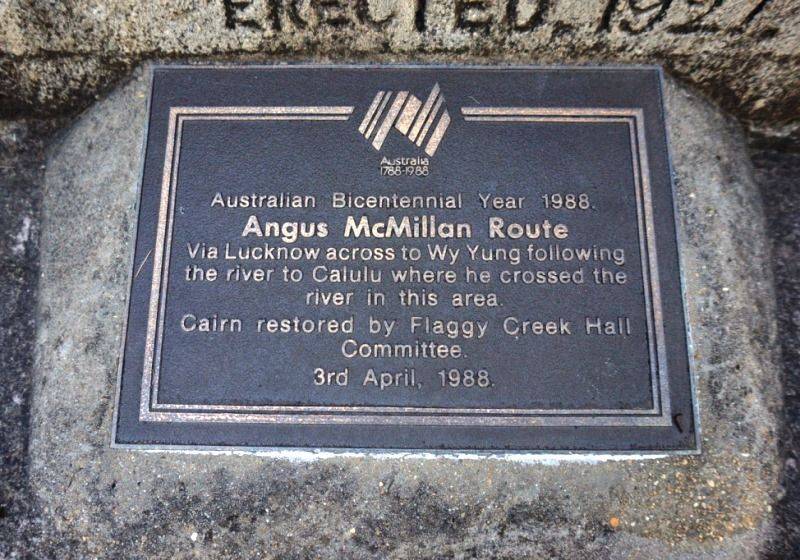 ERECTED. 1927.
Australia
1788-1988
Australian Bicentennial Year 1988.
Angus McMillan Route
Via Lucknow across to Wy Yung following
the river to Calulu where he crossed the
river in this area.
Cairn restored by Flaggy Creek Hall
Committee.
3rd April, 1988.